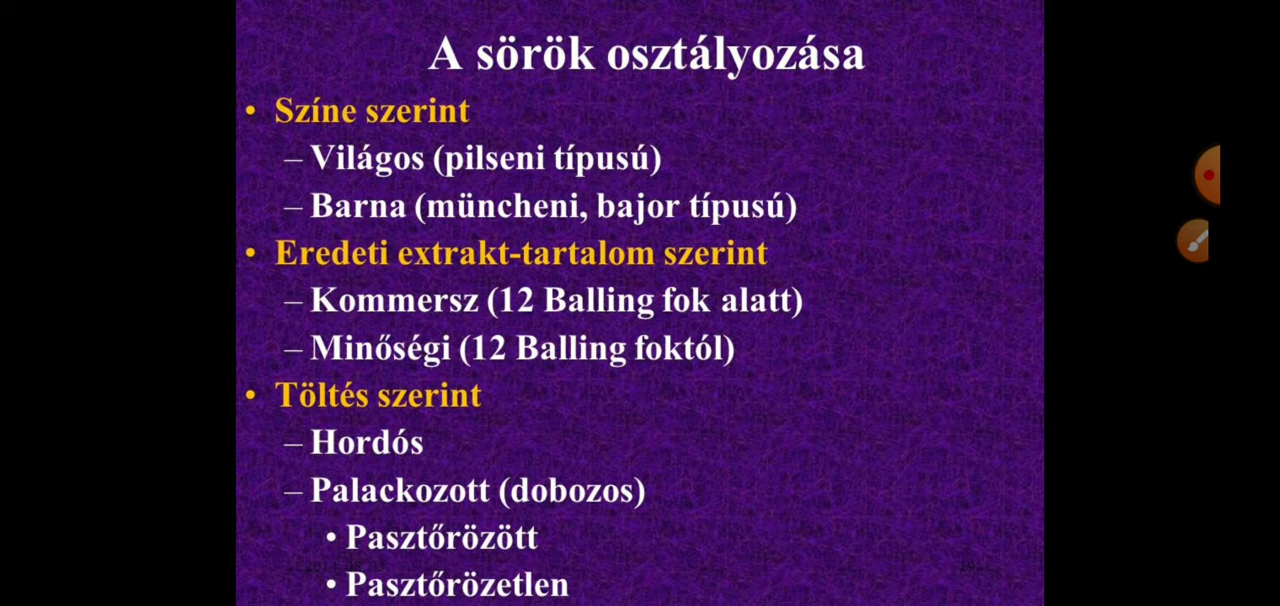 A sörök osztályozása
• Színe szerint
– Világos (pilseni típusú)
– Barna (müncheni, bajor típusú)
• Eredeti extrakt-tartalom szerint
– Kommersz (12 Balling fok alatt)
– Minőségi (12 Balling foktól)
• Töltés szerint
– Hordós
– Palackozott (dobozos)
• Pasztőrözött
• Pasztőrözetlen